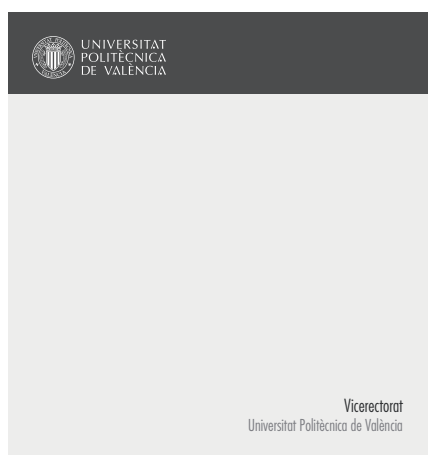 UNIVERSITAT
POLITÈCNICA
DE VALÈNCIA
Vicerectorat
Universitat Politècnica de València